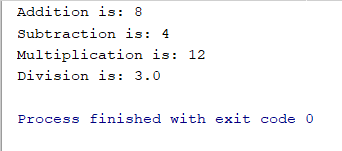 Addition is: 8
Subtraction is: 4
Multiplication is: 12
Division is: 3.0
Process finished with exit code 0